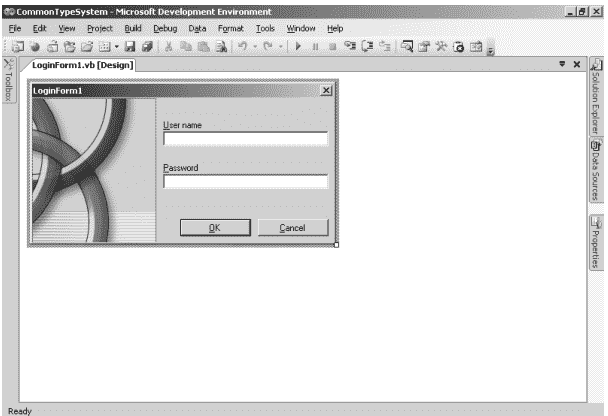 CommonTypeSystem - Microsoft Development Environment
File Edit View Project Build Debug Data Format Tools Window Help
Toolbox
LoginForm1.vb [Design]
LoginForm1
User name
Password
OK Cancel
Solution Explorer
Data Sources
Properties
Ready